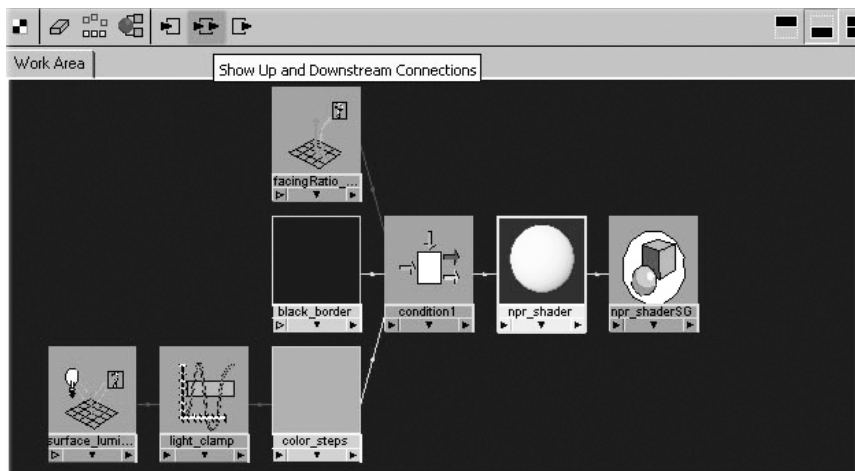 Work Area
Show Up and Downstream Connections
facingRatio_...
black_border
condition1
npr_shader
npr_shaderSG
surface_lumi...
light_clamp
color_steps